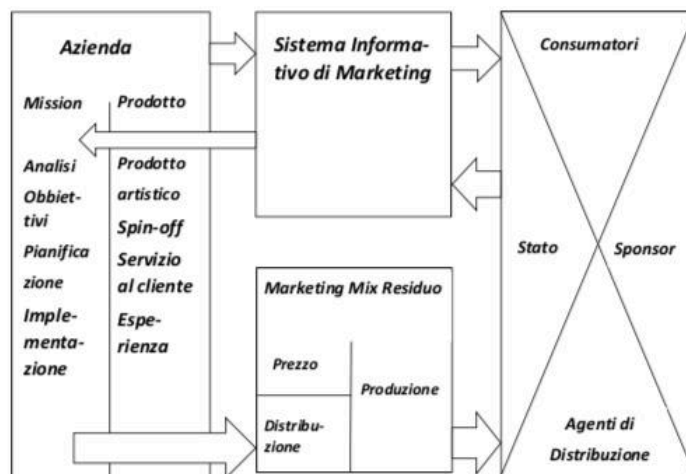 Azienda
Mission
Analisi
Obbiet-
tivi
Pianifica
zione
Imple-
menta-
zione
Prodotto
Prodotto
artistico
Spin-off
Servizio
al cliente
Espe-
rienza
Sistema Informa-
tivo di Marketing
Marketing Mix Residuo
Prezzo
Distribu-
zione
Produzione
Consumatori
Stato
Sponsor
Agenti di
Distribuzione